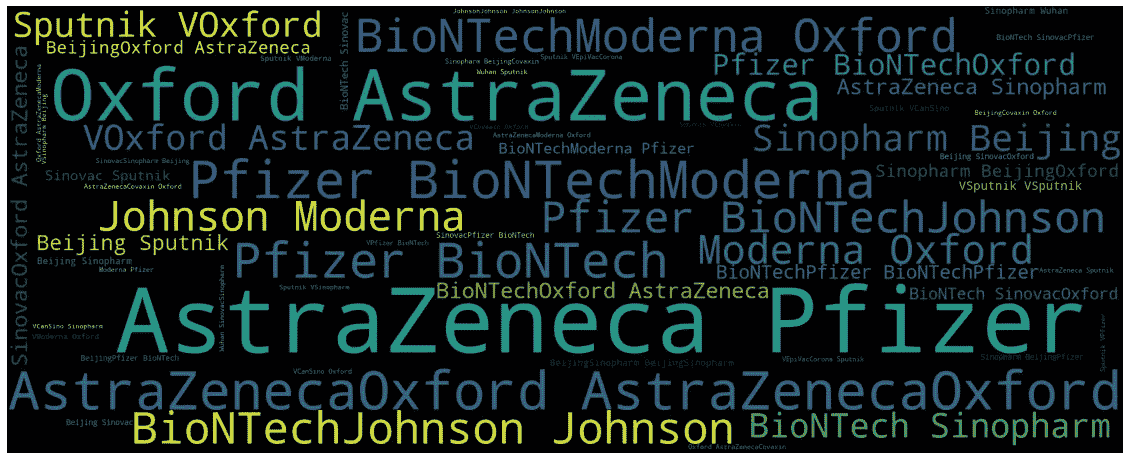 JohnsonJohnson JohnsonJohnson
Sinopharm Wuhan
Sputnik VOxford
BioNTechModerna Oxford
BioNTech SinovacPfizer
BeijingOxford AstraZeneca
Sputnik VModerna
Sputnik VEpiVacCorona
Sinopharm BeijingCovaxin
Pfizer BioNTechOxford
Wuhan Sputnik
BioNTech Sinovac
Oxford AstraZeneca
AstraZeneca Sinopharm
Oxford AstraZenecaModerna
VSinopharm Beijing
Sputnik VCanSino
BeijingCovaxin Oxford
VOxford AstraZeneca
AstraZenecaModerna Oxford
Sinopharm Beijing
BioNTechModerna Pfizer
Beijing SinovacOxford
SinovacSinopharm Beijing
Sinovac Sputnik
Pfizer BioNTechModerna
Sinopharm BeijingOxford
AstraZenecaCovaxin Oxford
VSputnik VSputnik
SinovacOxford AstraZeneca
Johnson Moderna
Pfizer BioNTechJohnson
Beijing Sputnik
SinovacPfizer BioNTech
VPfizer BioNTech
Pfizer BioNTech
Moderna Oxford
Beijing Sinopharm
Moderna Pfizer
BioNTechPfizer BioNTechPfizer
AstraZeneca Sputnik
Sputnik VSinopharm
BioNTechOxford AstraZeneca
BioNTech SinovacOxford
Wuhan SinovacSinopharm
AstraZeneca Pfizer
VCanSino Sinopharm
VModerna Oxford
Sputnik VPfizer
BeijingPfizer BioNTech
BeijingSinopharm BeijingSinopharm
VEpiVacCorona Sputnik
Sinopharm BeijingPfizer
VCanSino Oxford
AstraZenecaOxford AstraZenecaOxford
Beijing Sinovac
BioNTechJohnson Johnson
BioNTech Sinopharm
Oxford AstraZenecaCovaxin